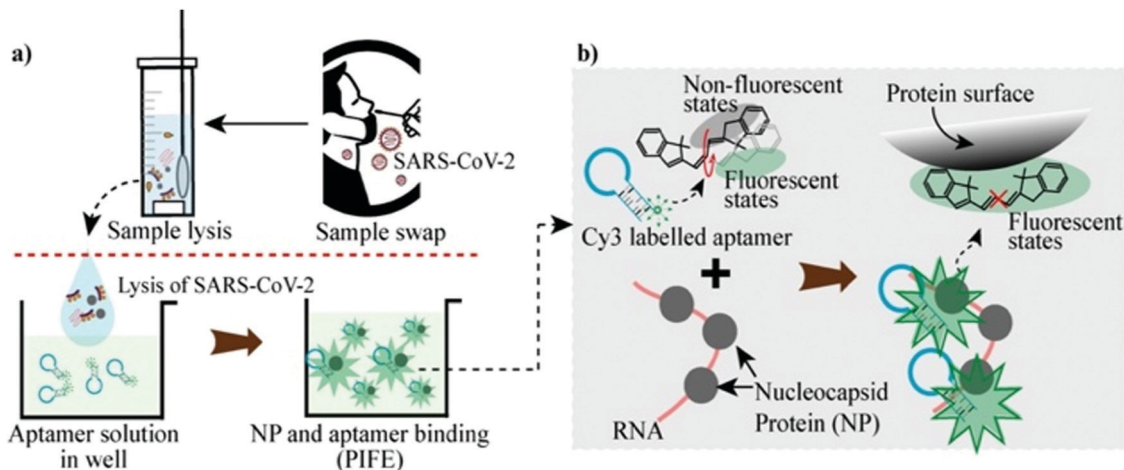 a)
SARS-CoV-2
Sample lysis
Sample swap
Lysis of SARS-CoV-2
Aptamer solution
in well
NP and aptamer binding
(PIFE)
b)
Non-fluorescent
states
Fluorescent
states
Cy3 labelled aptamer
+
RNA
Nucleocapsid
Protein (NP)
Protein surface
Fluorescent
states